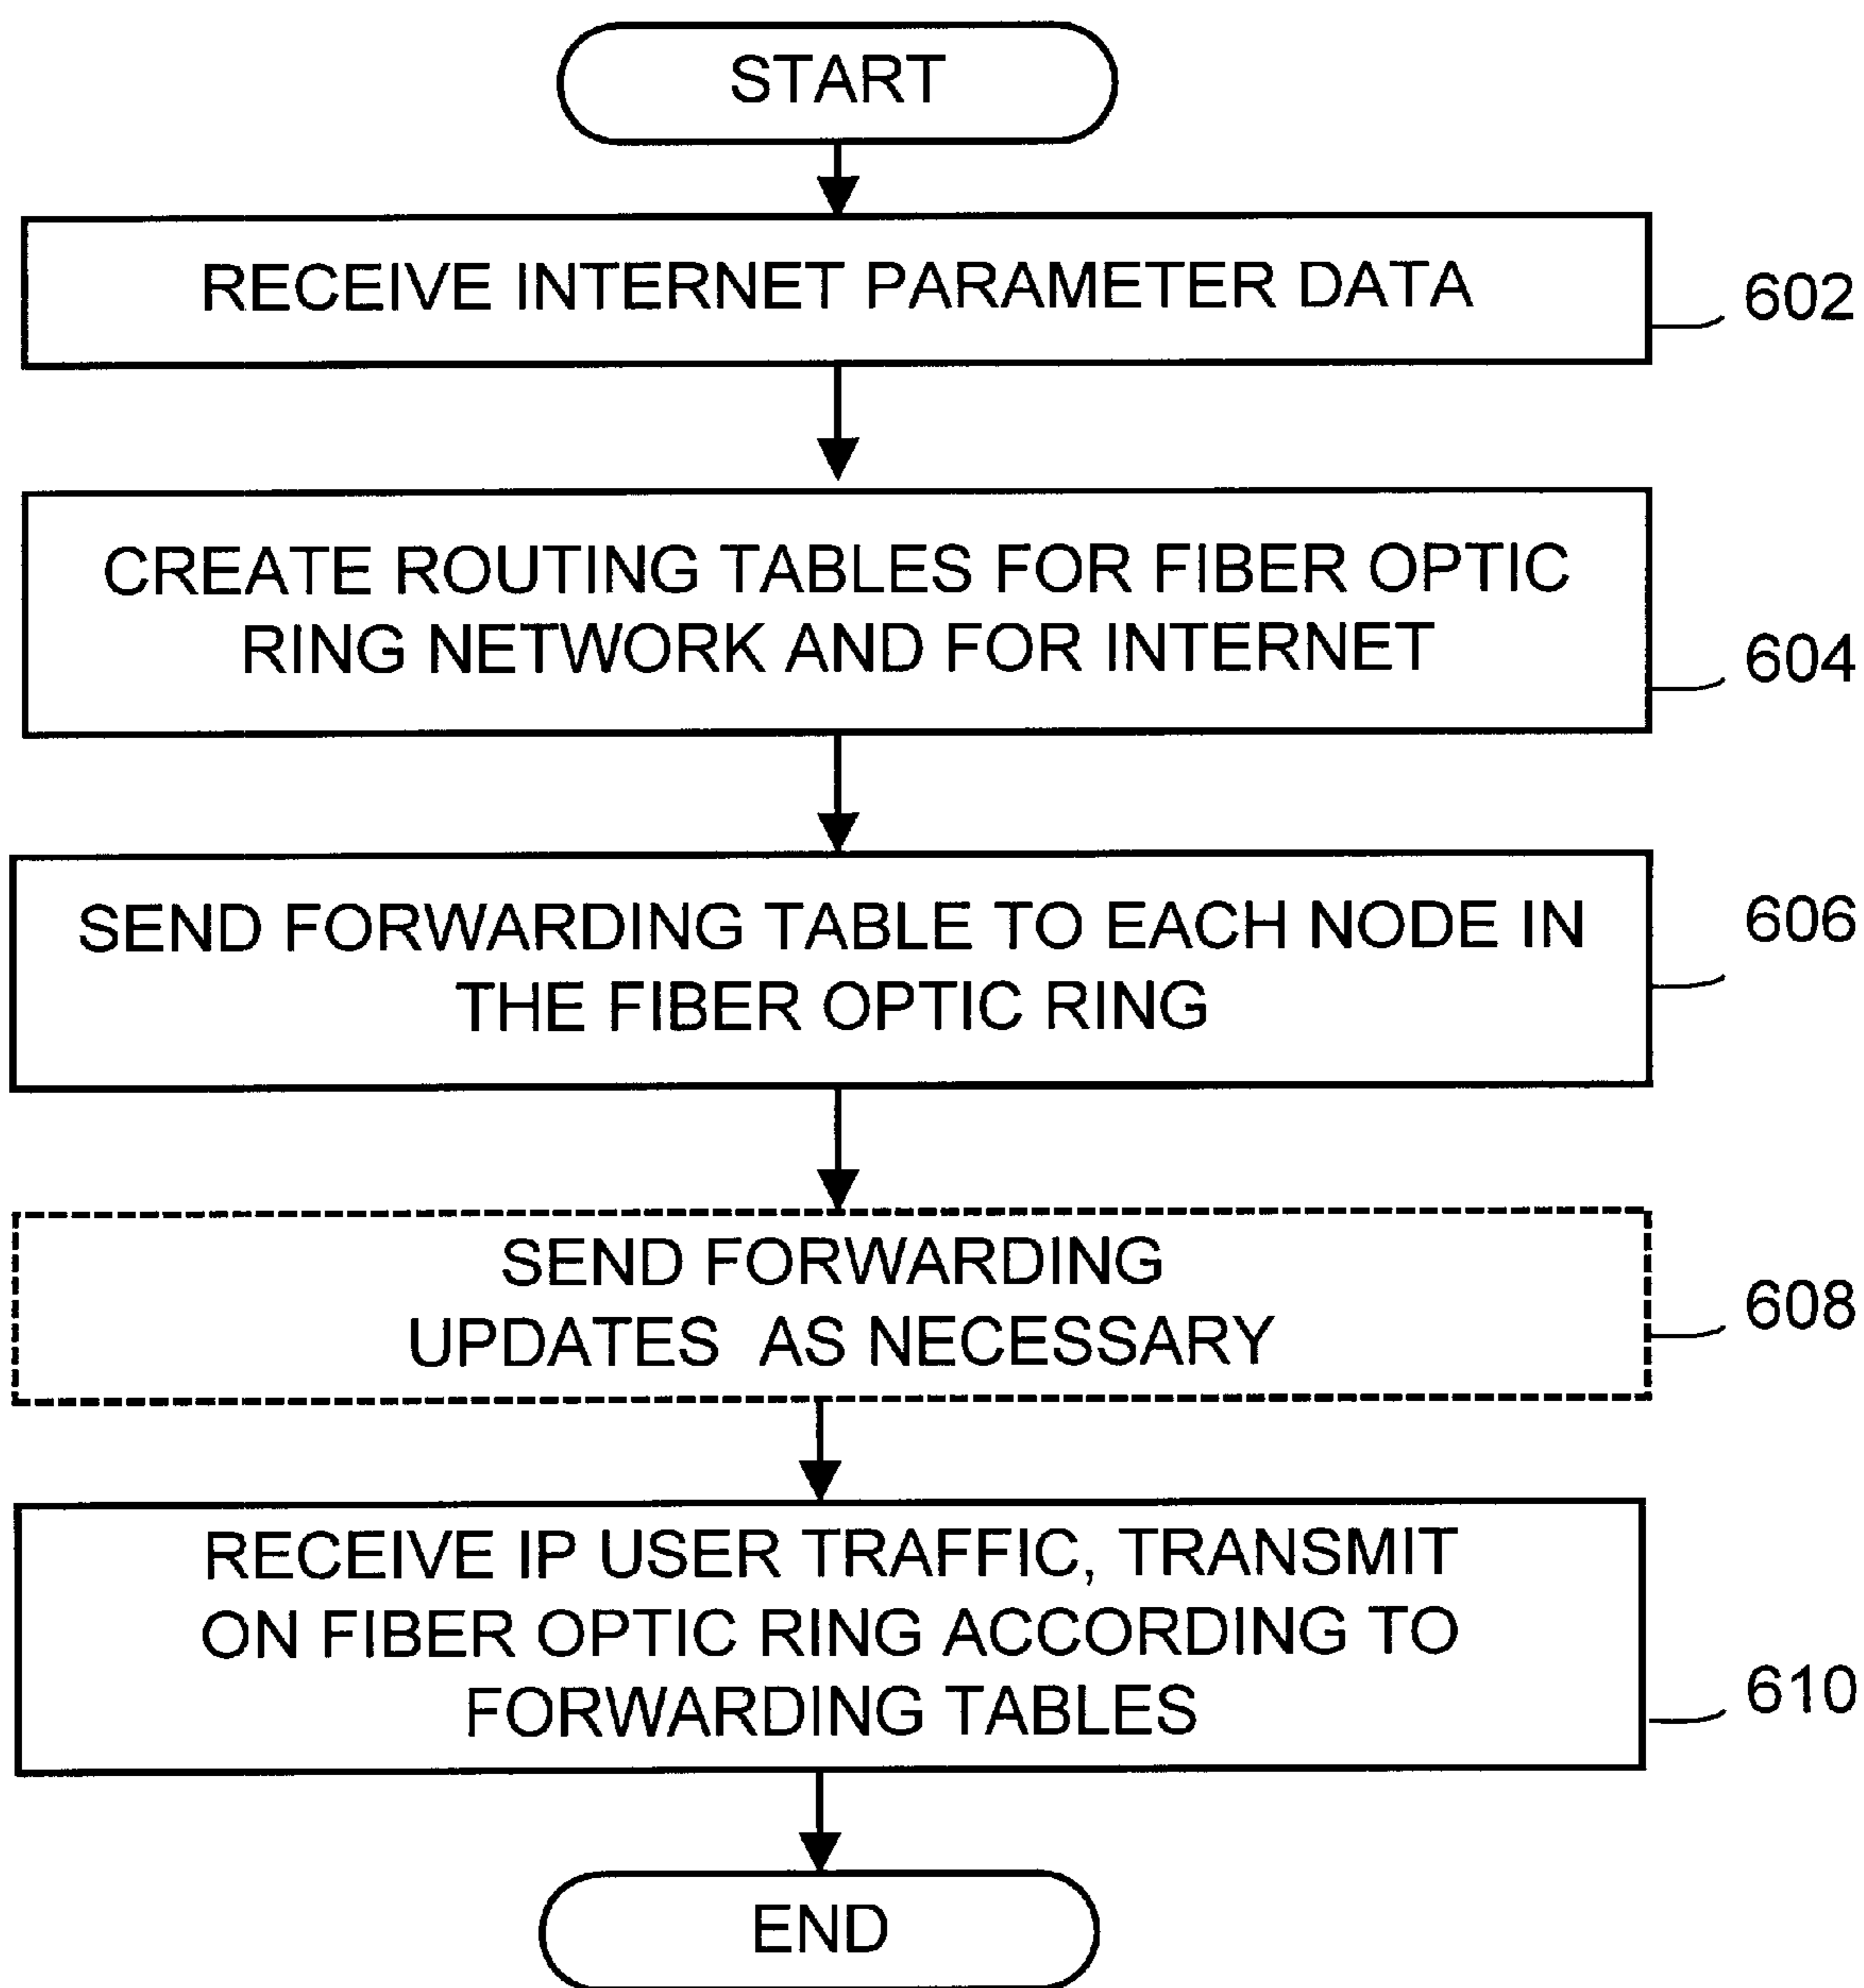 START
RECEIVE INTERNET PARAMETER DATA
602
CREATE ROUTING TABLES FOR FIBER OPTIC
RING NETWORK AND FOR INTERNET
604
SEND FORWARDING TABLE TO EACH NODE IN
THE FIBER OPTIC RING
606
SEND FORWARDING
UPDATES AS NECESSARY
608
RECEIVE IP USER TRAFFIC, TRANSMIT
ON FIBER OPTIC RING ACCORDING TO
FORWARDING TABLES
610
END